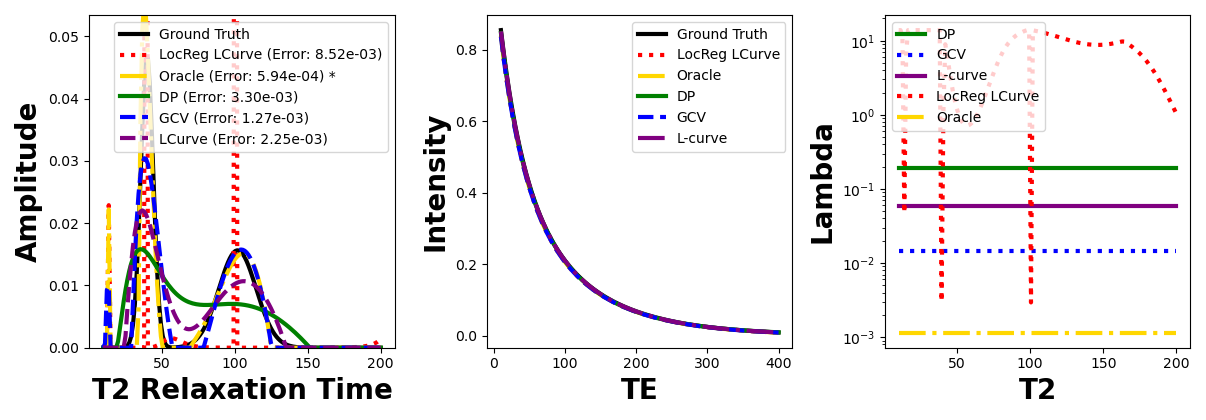 0.05
0.04
0.03
0.02
0.01
0.00
Amplitude
50
100
150
200
T2 Relaxation Time
Ground Truth
LocReg LCurve (Error: 8.52e-03)
Oracle (Error: 5.94e-04) *
DP (Error: 3.30e-03)
GCV (Error: 1.27e-03)
LCurve (Error: 2.25e-03)
0.8
0.6
0.4
0.2
0.0
Intensity
0
100
200
300
400
TE
Ground Truth
LocReg LCurve
Oracle
DP
GCV
L-curve
10¹
10⁰
10⁻¹
10⁻²
10⁻³
Lambda
50
100
150
200
T2
DP
GCV
L-curve
LocReg LCurve
Oracle